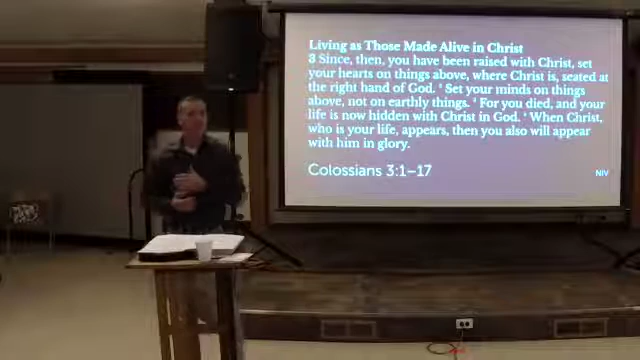 Living as Those Made Alive in Christ
3 Since, then, you have been raised with Christ, set
your hearts on things above, where Christ is, seated at
the right hand of God. ² Set your minds on things
above, not on earthly things. ³ For you died, and your
life is now hidden with Christ in God. ⁴ When Christ,
who is your life, appears, then you also will appear
with him in glory.
Colossians 3:1–17
NIV